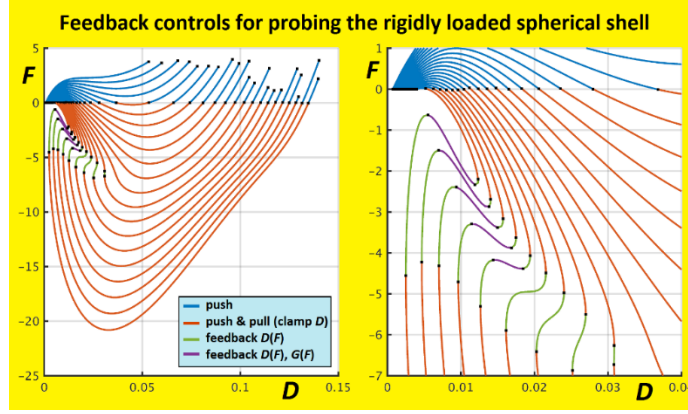 Feedback controls for probing the rigidly loaded spherical shell
5
F
0
-5
-10
-15
-20
-25
0
0.05
0.1
D
0.15
push
push & pull (clamp D)
feedback D(F)
feedback D(F), G(F)
1
F
0
-1
-2
-3
-4
-5
-6
-7
0
0.01
0.02
0.03
D
0.0